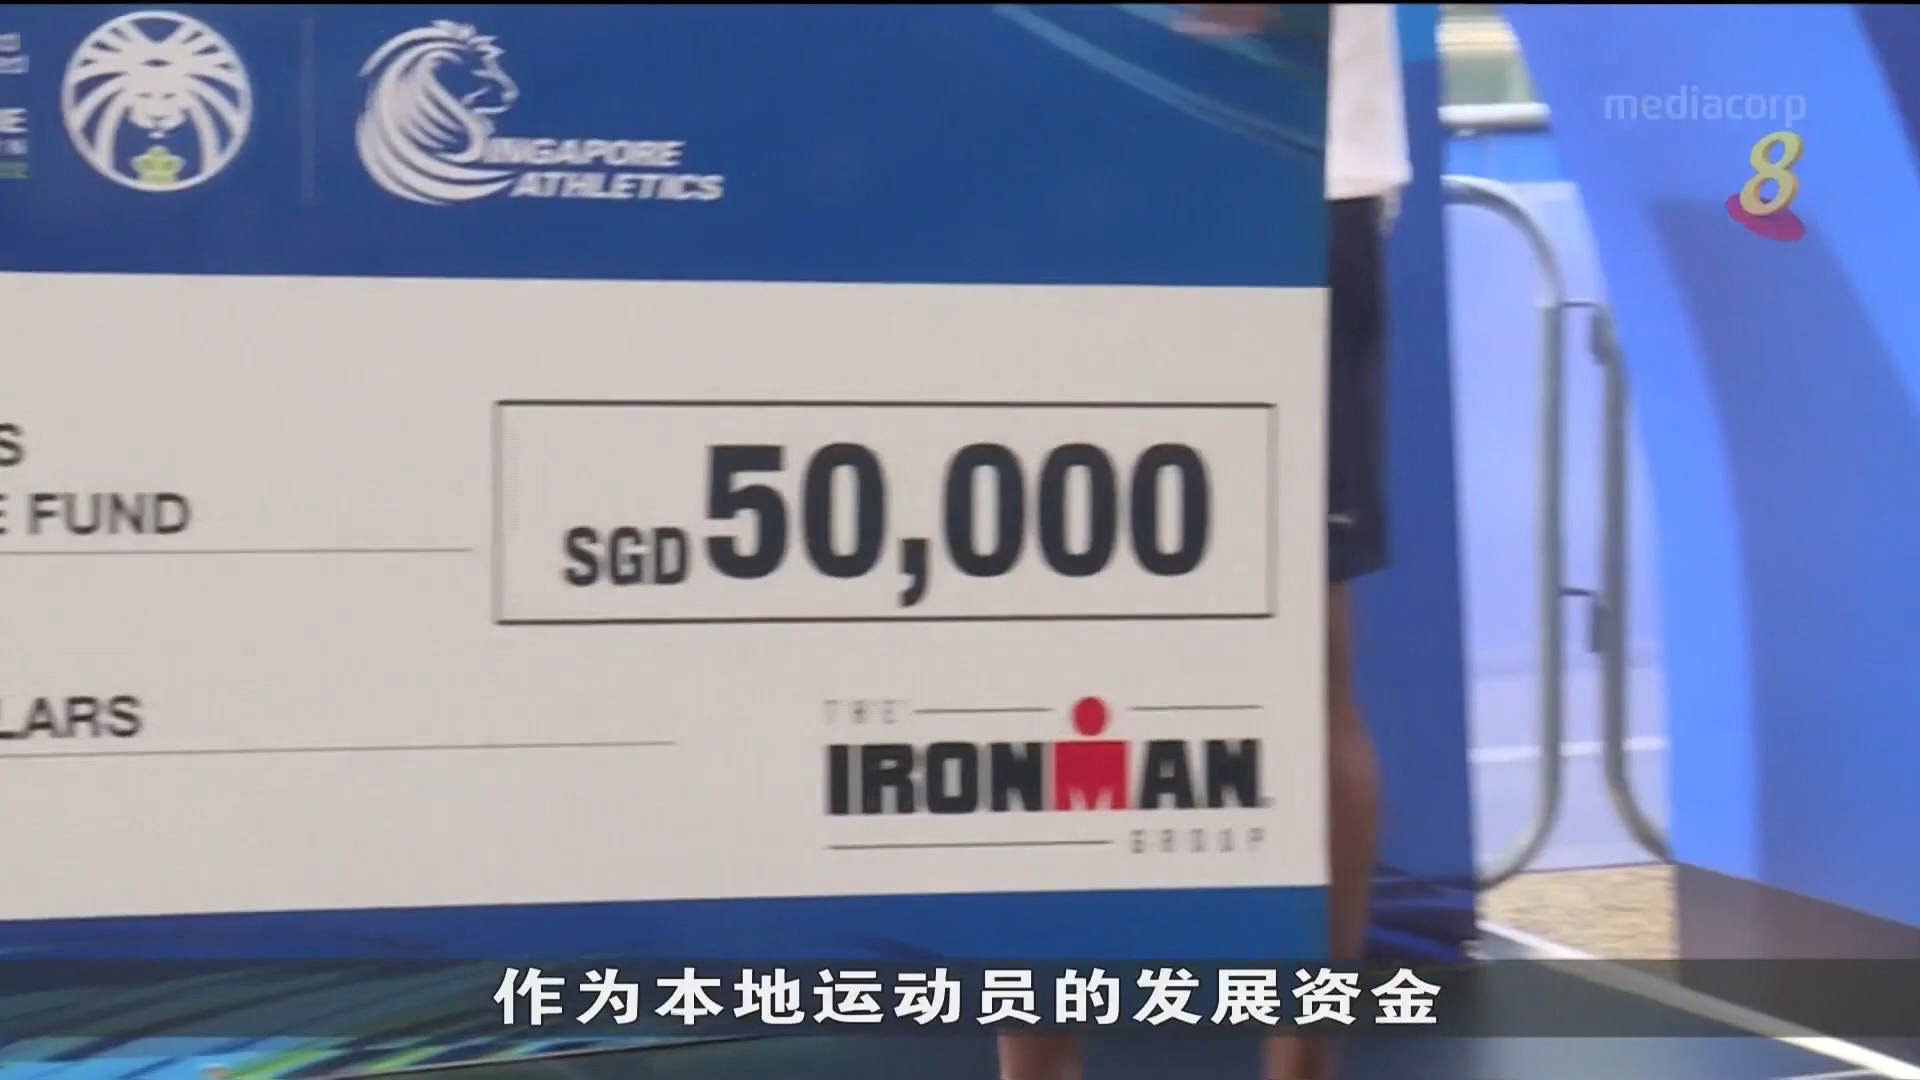 mediacorp
8
SINGAPORE
ATHLETICS
S
E FUND
SGD 50,000
LARS
THE
IRONMAN
GROUP
作为本地运动员的发展资金